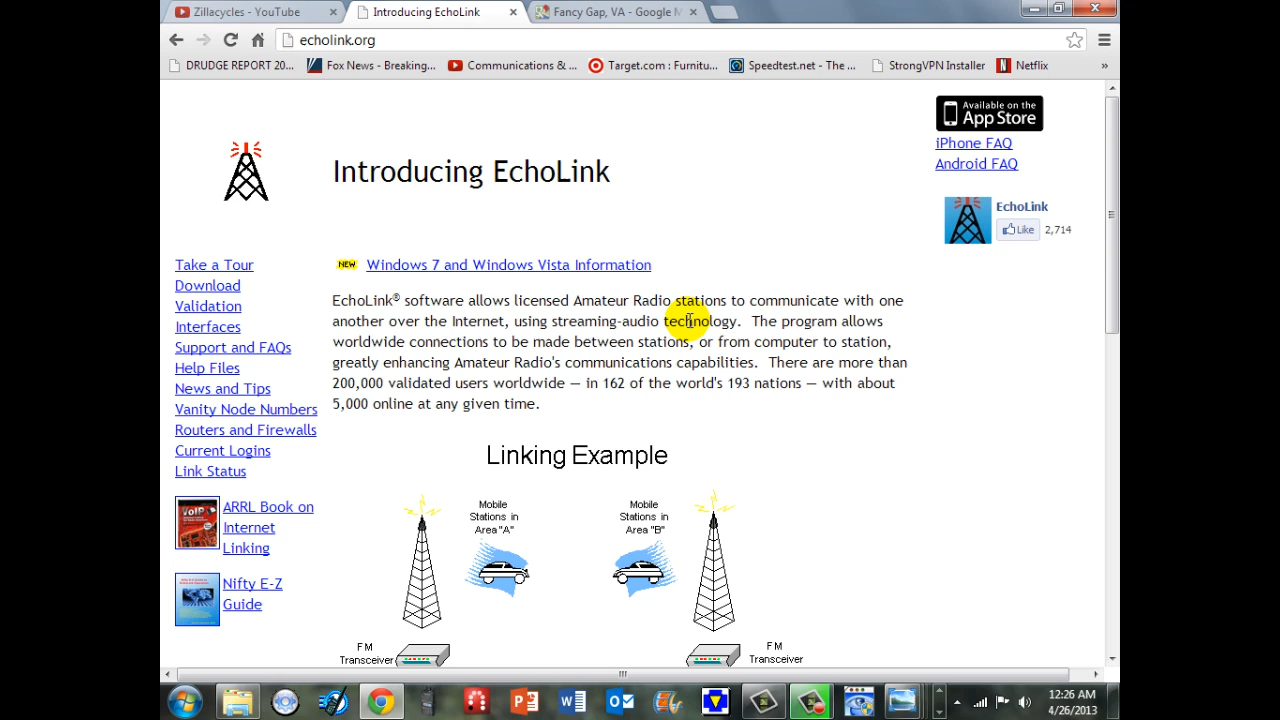 Zillacycles - YouTube
Introducing EchoLink
Fancy Gap, VA - Google M
echolink.org
DRUDGE REPORT 20...
Fox News - Breaking...
Communications & ...
Target.com : Furnitu...
Speedtest.net - The ...
StrongVPN Installer
Netflix
»
Available on the
App Store
iPhone FAQ
Android FAQ
Introducing EchoLink
EchoLink
Like 2,714
Take a Tour
Download
Validation
Interfaces
Support and FAQs
Help Files
News and Tips
Vanity Node Numbers
Routers and Firewalls
Current Logins
Link Status
VoIP
ARRL Book on
Internet
Linking
Nifty E-Z
Guide
NEW Windows 7 and Windows Vista Information
EchoLink® software allows licensed Amateur Radio stations to communicate with one
another over the Internet, using streaming-audio technology. The program allows
worldwide connections to be made between stations, or from computer to station,
greatly enhancing Amateur Radio's communications capabilities. There are more than
200,000 validated users worldwide — in 162 of the world's 193 nations — with about
5,000 online at any given time.
Linking Example
Mobile
Stations in
Area "A"
Mobile
Stations in
Area "B"
FM
Transceiver
FM
Transceiver
12:26 AM
4/26/2013